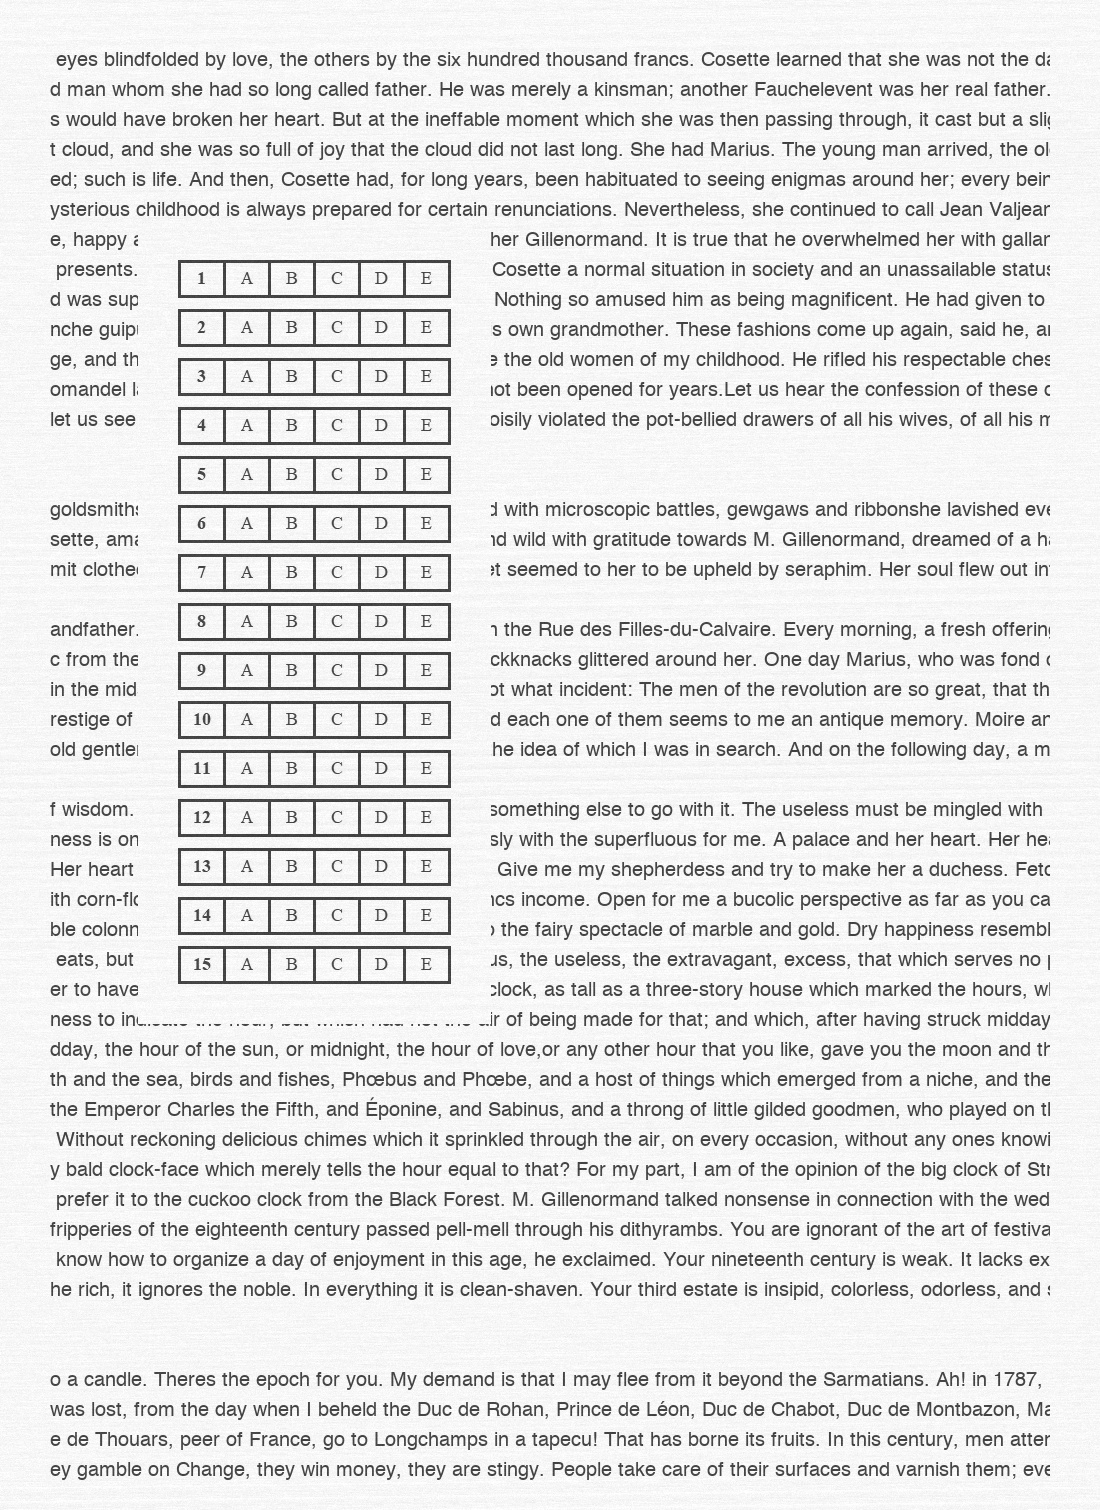 eyes blindfolded by love, the others by the six hundred thousand francs. Cosette learned that she was not the da
d man whom she had so long called father. He was merely a kinsman; another Fauchelevent was her real father.
s would have broken her heart. But at the ineffable moment which she was then passing through, it cast but a slig
t cloud, and she was so full of joy that the cloud did not last long. She had Marius. The young man arrived, the ol
ed; such is life. And then, Cosette had, for long years, been habituated to seeing enigmas around her; every bein
ysterious childhood is always prepared for certain renunciations. Nevertheless, she continued to call Jean Valjean
e, happy a her Gillenormand. It is true that he overwhelmed her with gallan
presents. Cosette a normal situation in society and an unassailable status
d was sup Nothing so amused him as being magnificent. He had given to
nche guipu s own grandmother. These fashions come up again, said he, an
ge, and th e the old women of my childhood. He rifled his respectable ches
omandel la not been opened for years.Let us hear the confession of these d
let us see oisily violated the pot-bellied drawers of all his wives, of all his m
goldsmiths d with microscopic battles, gewgaws and ribbonshe lavished eve
sette, ama nd wild with gratitude towards M. Gillenormand, dreamed of a ha
mit clothed et seemed to her to be upheld by seraphim. Her soul flew out int
andfather. n the Rue des Filles-du-Calvaire. Every morning, a fresh offering
c from the ckknacks glittered around her. One day Marius, who was fond o
in the mid ot what incident: The men of the revolution are so great, that th
restige of d each one of them seems to me an antique memory. Moire an
old gentlem he idea of which I was in search. And on the following day, a m
f wisdom. something else to go with it. The useless must be mingled with
ness is on sly with the superfluous for me. A palace and her heart. Her hea
Her heart Give me my shepherdess and try to make her a duchess. Fetc
ith corn-flo ncs income. Open for me a bucolic perspective as far as you ca
ble colonn o the fairy spectacle of marble and gold. Dry happiness resembl
eats, but us, the useless, the extravagant, excess, that which serves no p
er to have clock, as tall as a three-story house which marked the hours, wh
ness to indicate the hour, but which had not the air of being made for that; and which, after having struck midday
dday, the hour of the sun, or midnight, the hour of love,or any other hour that you like, gave you the moon and th
th and the sea, birds and fishes, Phœbus and Phœbe, and a host of things which emerged from a niche, and the
the Emperor Charles the Fifth, and Éponine, and Sabinus, and a throng of little gilded goodmen, who played on th
Without reckoning delicious chimes which it sprinkled through the air, on every occasion, without any ones knowi
y bald clock-face which merely tells the hour equal to that? For my part, I am of the opinion of the big clock of Str
prefer it to the cuckoo clock from the Black Forest. M. Gillenormand talked nonsense in connection with the wed
fripperies of the eighteenth century passed pell-mell through his dithyrambs. You are ignorant of the art of festiva
know how to organize a day of enjoyment in this age, he exclaimed. Your nineteenth century is weak. It lacks ex
he rich, it ignores the noble. In everything it is clean-shaven. Your third estate is insipid, colorless, odorless, and s
o a candle. Theres the epoch for you. My demand is that I may flee from it beyond the Sarmatians. Ah! in 1787,
was lost, from the day when I beheld the Duc de Rohan, Prince de Léon, Duc de Chabot, Duc de Montbazon, Ma
e de Thouars, peer of France, go to Longchamps in a tapecu! That has borne its fruits. In this century, men atten
ey gamble on Change, they win money, they are stingy. People take care of their surfaces and varnish them; eve
1 A B C D E
2 A B C D E
3 A B C D E
4 A B C D E
5 A B C D E
6 A B C D E
7 A B C D E
8 A B C D E
9 A B C D E
10 A B C D E
11 A B C D E
12 A B C D E
13 A B C D E
14 A B C D E
15 A B C D E